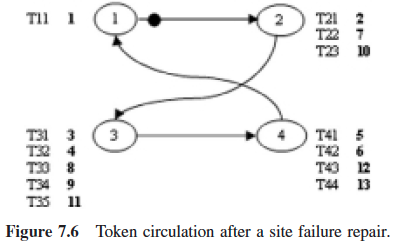 T11 1
1
2
T21 2
T22 7
T23 10
T31 3
T32 4
T33 8
T34 9
T35 11
3
4
T41 5
T42 6
T43 12
T44 13
Figure 7.6 Token circulation after a site failure repair.